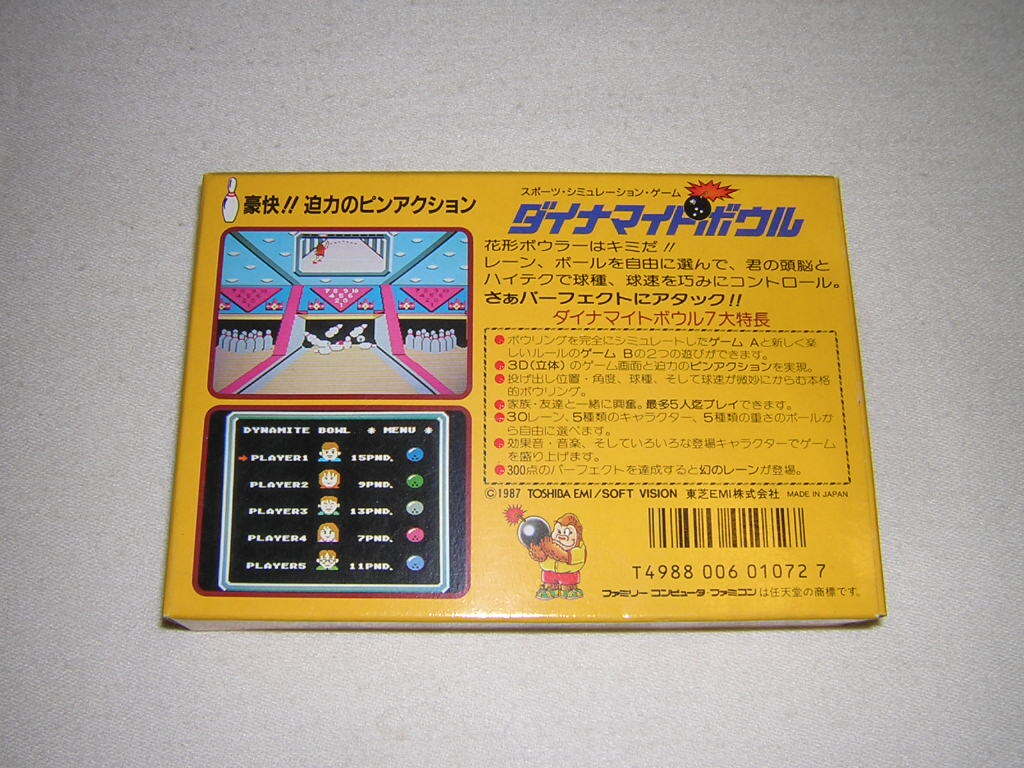 豪快!! 迫力のピンアクション
DYNAMITE BOWL ＊ MENU ＊
PLAYER1 15PND.
PLAYER2 9PND.
PLAYER3 13PND.
PLAYER4 7PND.
PLAYER5 11PND.
スポーツ・シミュレーション・ゲーム
ダイナマイトボウル
花形ボウラーはキミだ!!
レーン、ボールを自由に選んで、君の頭脳と
ハイテクで球種、球速を巧みにコントロール。
さぁパーフェクトにアタック!!
ダイナマイトボウル7大特長
●ボウリングを完全にシミュレートしたゲーム Aと新しく楽
しいルールのゲーム Bの2つの遊びができます。
●3D(立体)のゲーム画面と迫力のピンアクションを実現。
●投げ出し位置・角度、球種、そして球速が微妙にからむ本格
的ボウリング。
●家族・友達と一緒に興奮。最多5人迄プレイできます。
●30レーン、5種類のキャラクター、5種類の重さのボールか
ら自由に選べます。
●効果音・音楽、そしていろいろな登場キャラクターでゲーム
を盛り上げます。
●300点のパーフェクトを達成すると幻のレーンが登場。
©1987 TOSHIBA EMI/SOFT VISION 東芝EMI株式会社 MADE IN JAPAN
T4988 006 01072 7
ファミリー コンピュータ・ファミコンは任天堂の商標です。